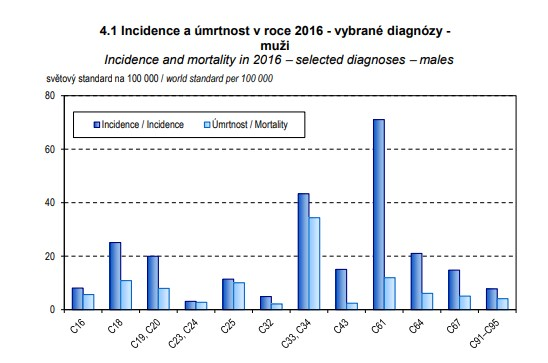 4.1 Incidence a úmrtnost v roce 2016 - vybrané diagnózy -
muži
Incidence and mortality in 2016 – selected diagnoses – males
světový standard na 100 000 / world standard per 100 000
80
Incidence / Incidence
Úmrtnost / Mortality
60
40
20
0
C16
C18
C19, C20
C23, C24
C25
C32
C33, C34
C43
C61
C64
C67
C91–C95